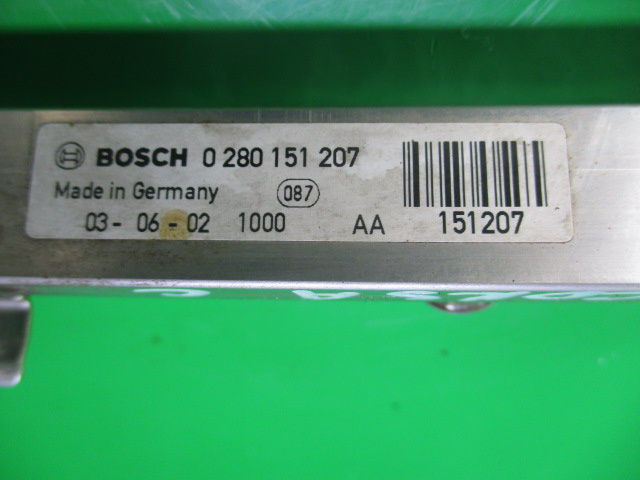 BOSCH 0 280 151 207
Made in Germany 087
03- 06-02 1000 AA 151207